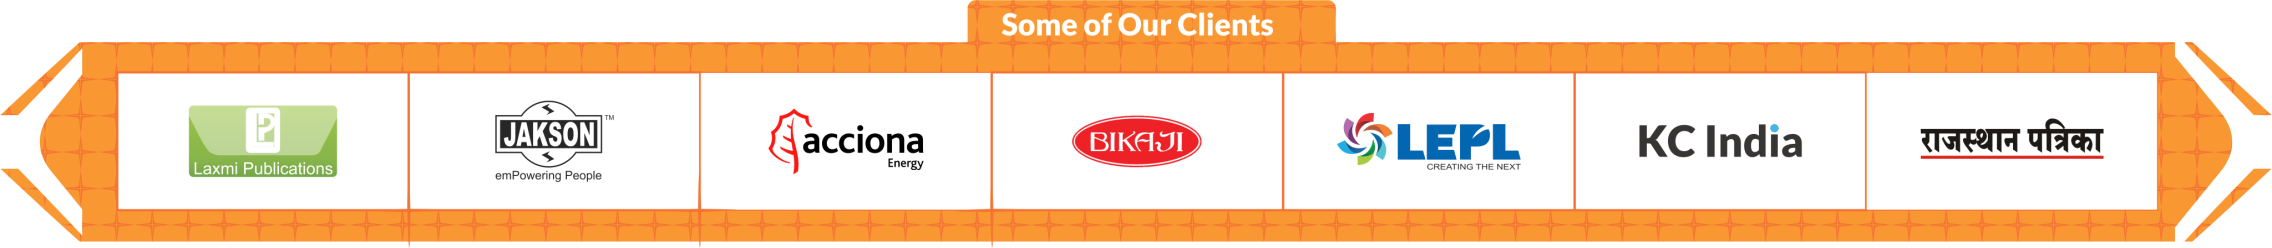 Some of Our Clients
LP
Laxmi Publications
JAKSON TM
emPowering People
acciona
Energy
BIKAJI
LEPL
CREATING THE NEXT
KC India
राजस्थान पत्रिका